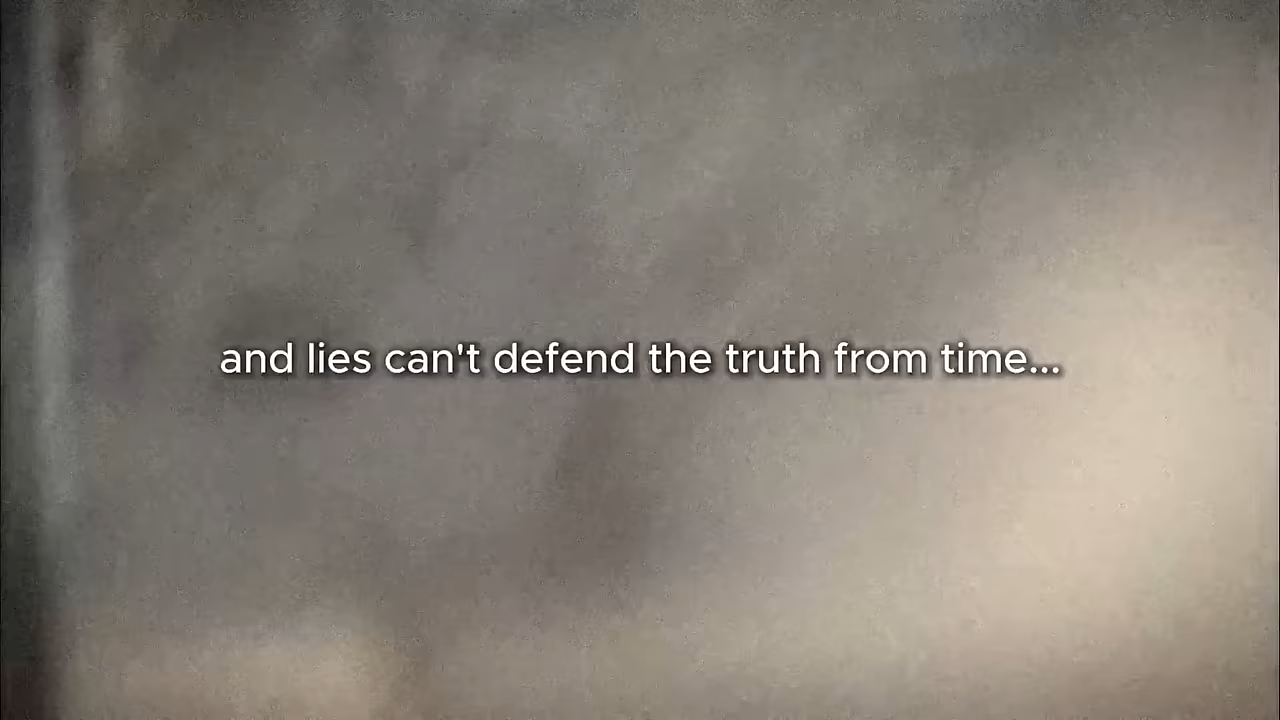 and lies can't defend the truth from time...